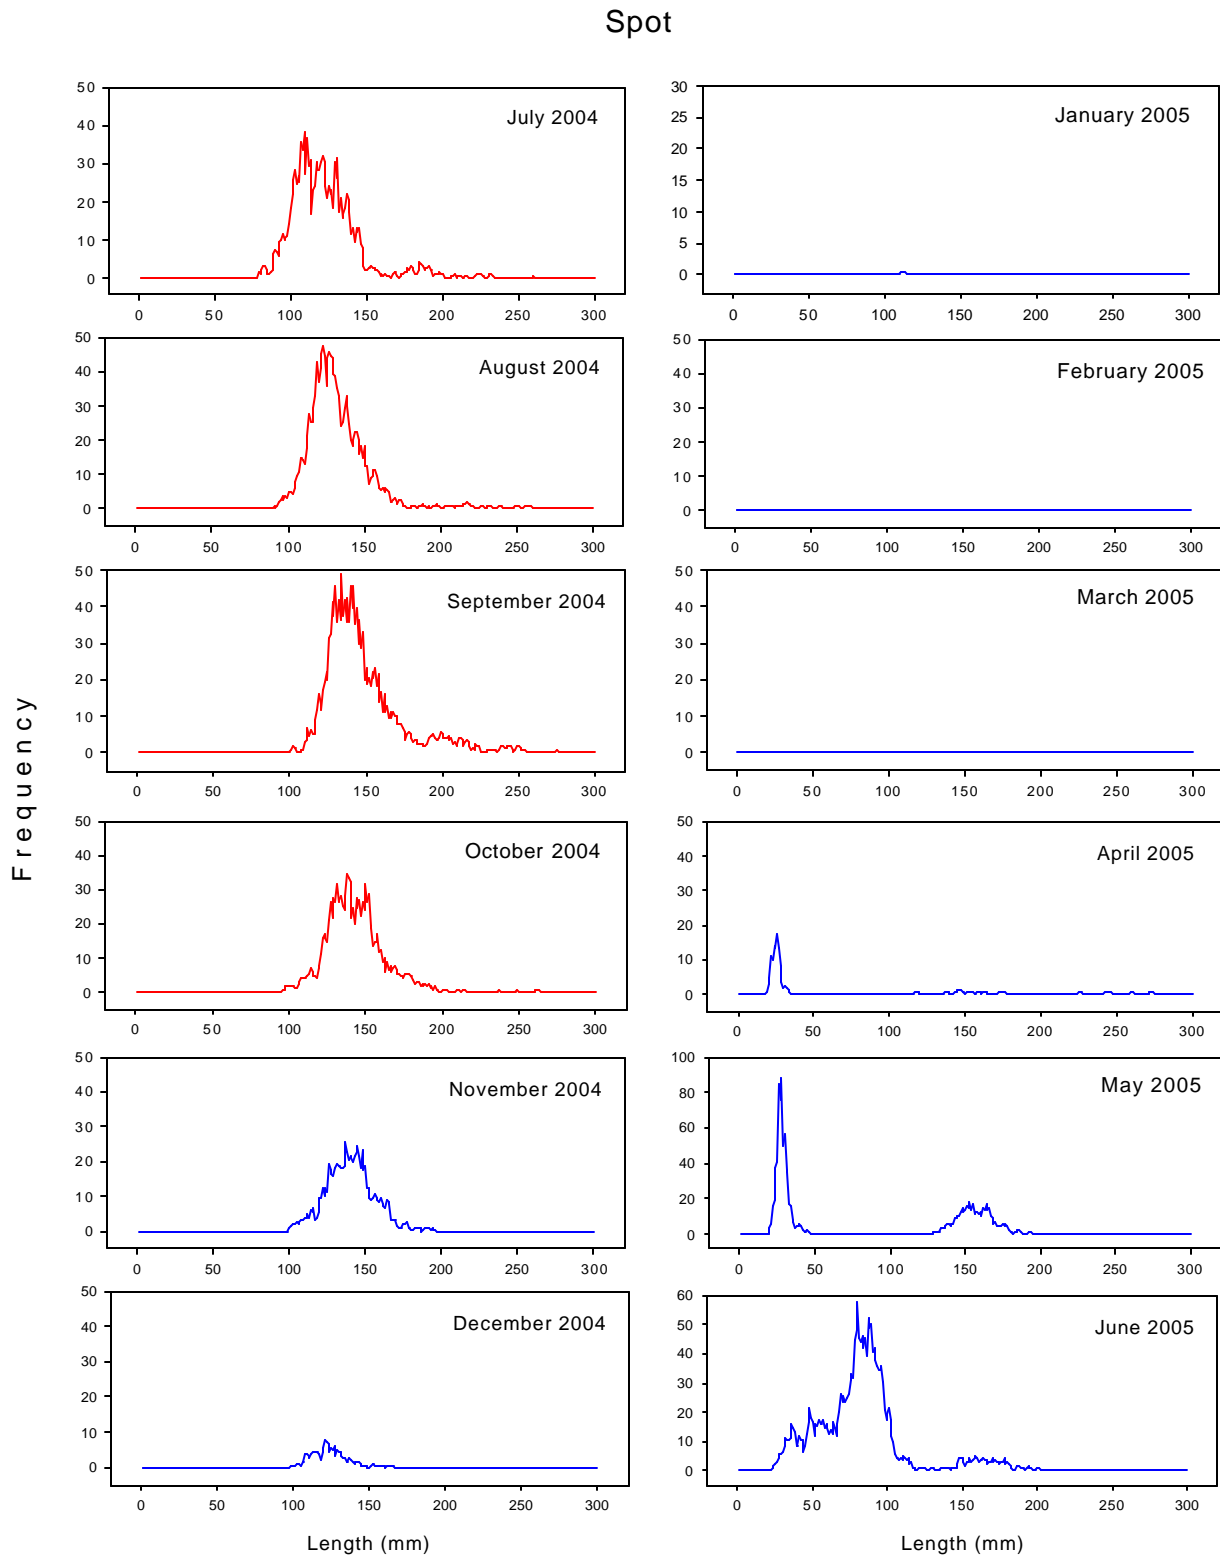 Spot
Frequency
July 2004
50
40
30
20
10
0
0 50 100 150 200 250 300
August 2004
50
40
30
20
10
0
0 50 100 150 200 250 300
September 2004
50
40
30
20
10
0
0 50 100 150 200 250 300
October 2004
50
40
30
20
10
0
0 50 100 150 200 250 300
November 2004
50
40
30
20
10
0
0 50 100 150 200 250 300
December 2004
50
40
30
20
10
0
0 50 100 150 200 250 300
Length (mm)
January 2005
30
25
20
15
10
5
0
0 50 100 150 200 250 300
February 2005
50
40
30
20
10
0
0 50 100 150 200 250 300
March 2005
50
40
30
20
10
0
0 50 100 150 200 250 300
April 2005
50
40
30
20
10
0
0 50 100 150 200 250 300
May 2005
100
80
60
40
20
0
0 50 100 150 200 250 300
June 2005
60
50
40
30
20
10
0
0 50 100 150 200 250 300
Length (mm)